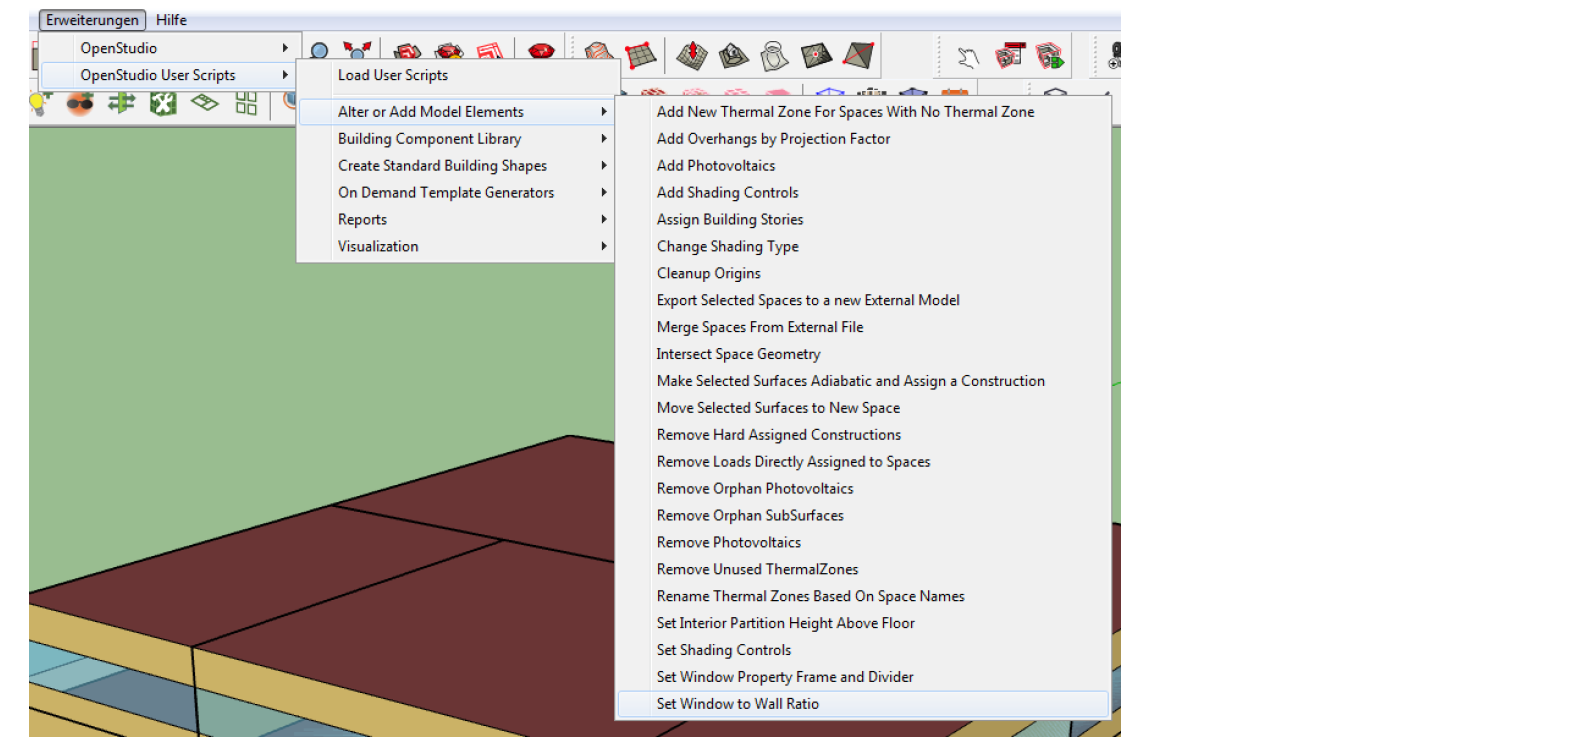 Erweiterungen Hilfe
OpenStudio
OpenStudio User Scripts
Load User Scripts
Alter or Add Model Elements
Building Component Library
Create Standard Building Shapes
On Demand Template Generators
Reports
Visualization
Add New Thermal Zone For Spaces With No Thermal Zone
Add Overhangs by Projection Factor
Add Photovoltaics
Add Shading Controls
Assign Building Stories
Change Shading Type
Cleanup Origins
Export Selected Spaces to a new External Model
Merge Spaces From External File
Intersect Space Geometry
Make Selected Surfaces Adiabatic and Assign a Construction
Move Selected Surfaces to New Space
Remove Hard Assigned Constructions
Remove Loads Directly Assigned to Spaces
Remove Orphan Photovoltaics
Remove Orphan SubSurfaces
Remove Photovoltaics
Remove Unused ThermalZones
Rename Thermal Zones Based On Space Names
Set Interior Partition Height Above Floor
Set Shading Controls
Set Window Property Frame and Divider
Set Window to Wall Ratio